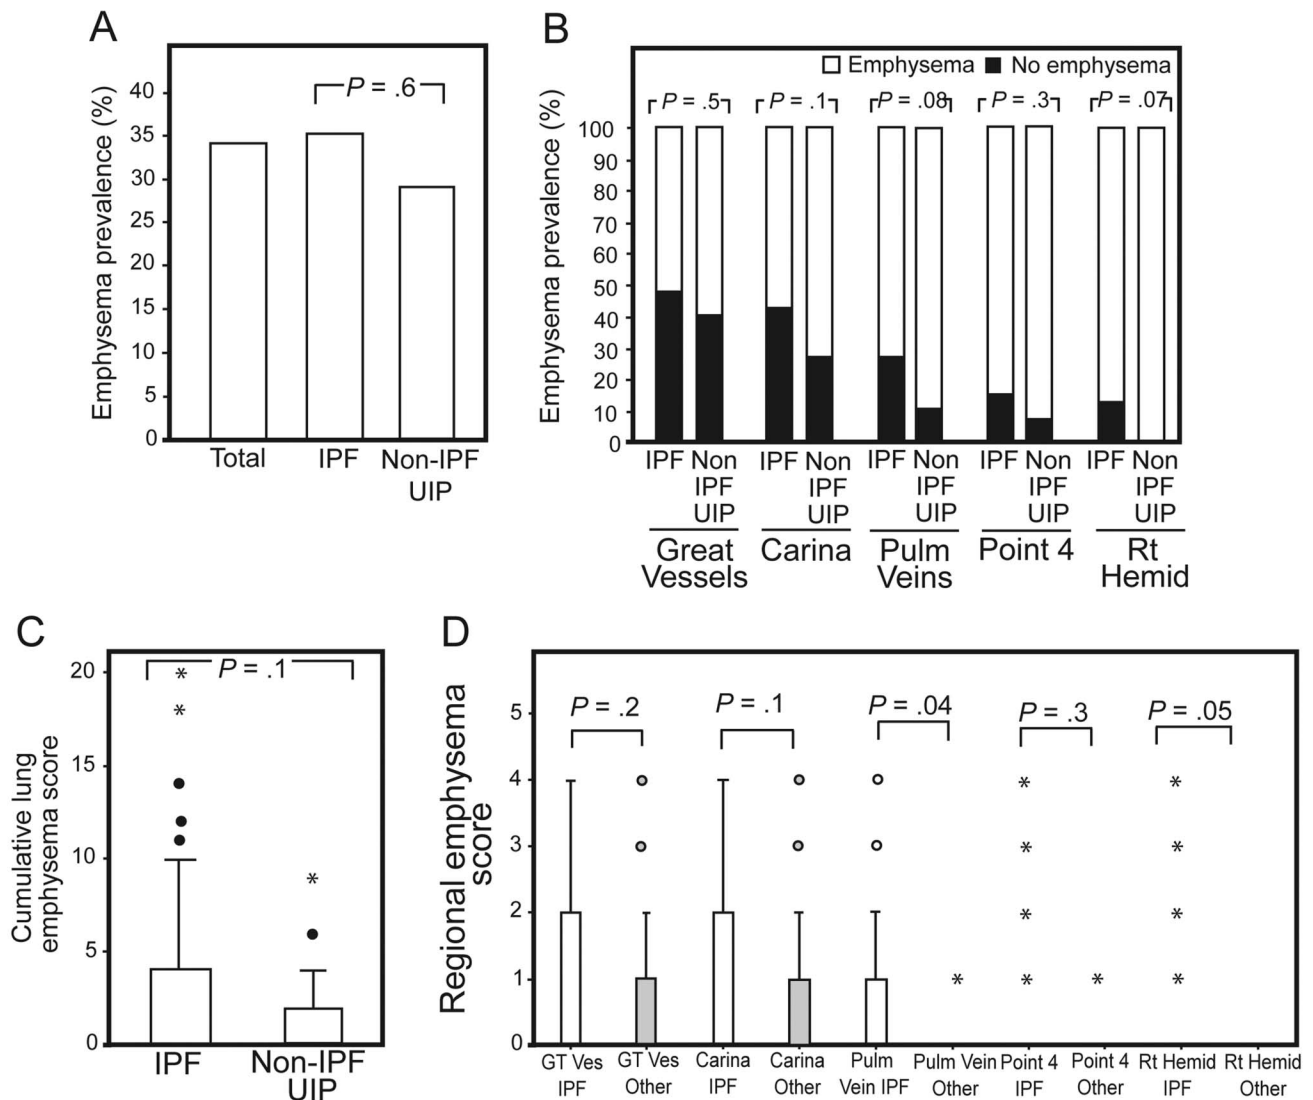 A
Emphysema prevalence (%)
40
35
30
25
20
15
10
5
0
P = .6
Total
IPF
Non-IPF
UIP
B
Emphysema prevalence (%)
Emphysema
No emphysema
P = .5
P = .1
P = .08
P = .3
P = .07
100
90
80
70
60
50
40
30
20
10
0
IPF Non IPF Non IPF Non IPF Non IPF Non
IPF IPF IPF IPF IPF
UIP UIP UIP UIP UIP
Great
Vessels
Carina
Pulm
Veins
Point 4
Rt
Hemid
C
Cumulative lung
emphysema score
20
15
10
5
0
P = .1
*
*
*
IPF
Non-IPF
UIP
D
Regional emphysema
score
5
4
3
2
1
0
P = .2
P = .1
P = .04
P = .3
P = .05
* *
* *
* *
* * * *
GT Ves
IPF
GT Ves
Other
Carina
IPF
Carina
Other
Pulm
Vein IPF
Pulm Vein
Other
Point 4
IPF
Point 4
Other
Rt Hemid
IPF
Rt Hemid
Other